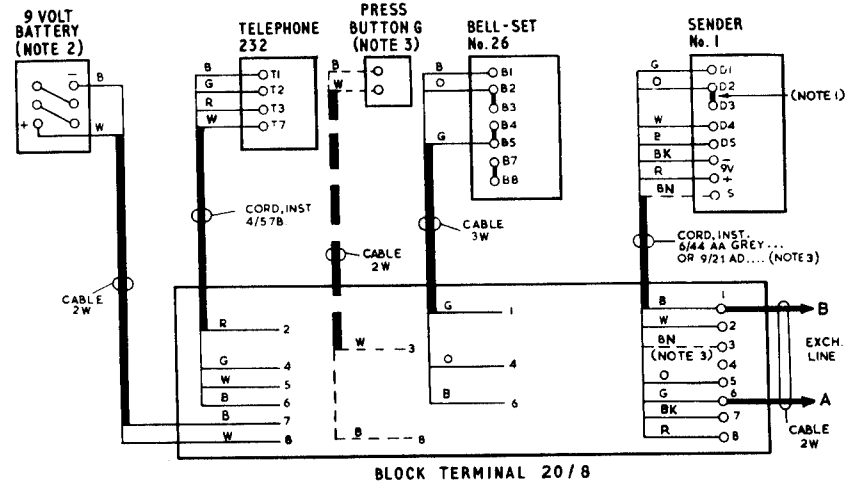 9 VOLT
BATTERY
(NOTE 2)
TELEPHONE
232
PRESS
BUTTON G
(NOTE 3)
BELL-SET
No. 26
SENDER
No. 1
− B
+ W
B T1
G T2
R T3
W T7
B
W
B B1
O B2
B3
B4
G B5
B7
B8
G D1
O D2
D3
(NOTE 1)
W D4
B D5
BK −
9V
R +
BN S
CORD, INST
4/57B.
CABLE
2W
CABLE
3W
CORD, INST.
6/44 AA GREY...
OR 9/21 AD.... (NOTE 3)
CABLE
2W
R 2
G 4
W 5
B 6
B 7
W 8
W 3
B 8
G 1
O 4
B 6
B 1
W 2
BN 3
(NOTE 3)
4
O 5
G 6
BK 7
R 8
B
EXCH.
LINE
A
CABLE
2W
BLOCK TERMINAL 20/8